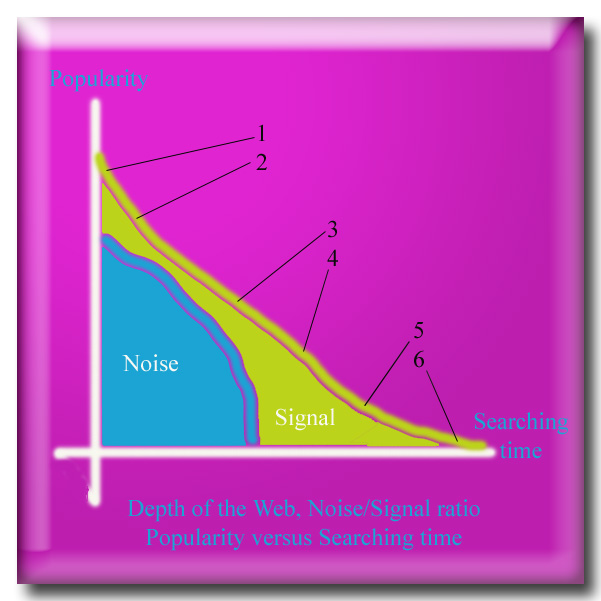 Popularity
1
2
3
4
5
6
Noise
Signal
Searching
time
Depth of the Web, Noise/Signal ratio
Popularity versus Searching time